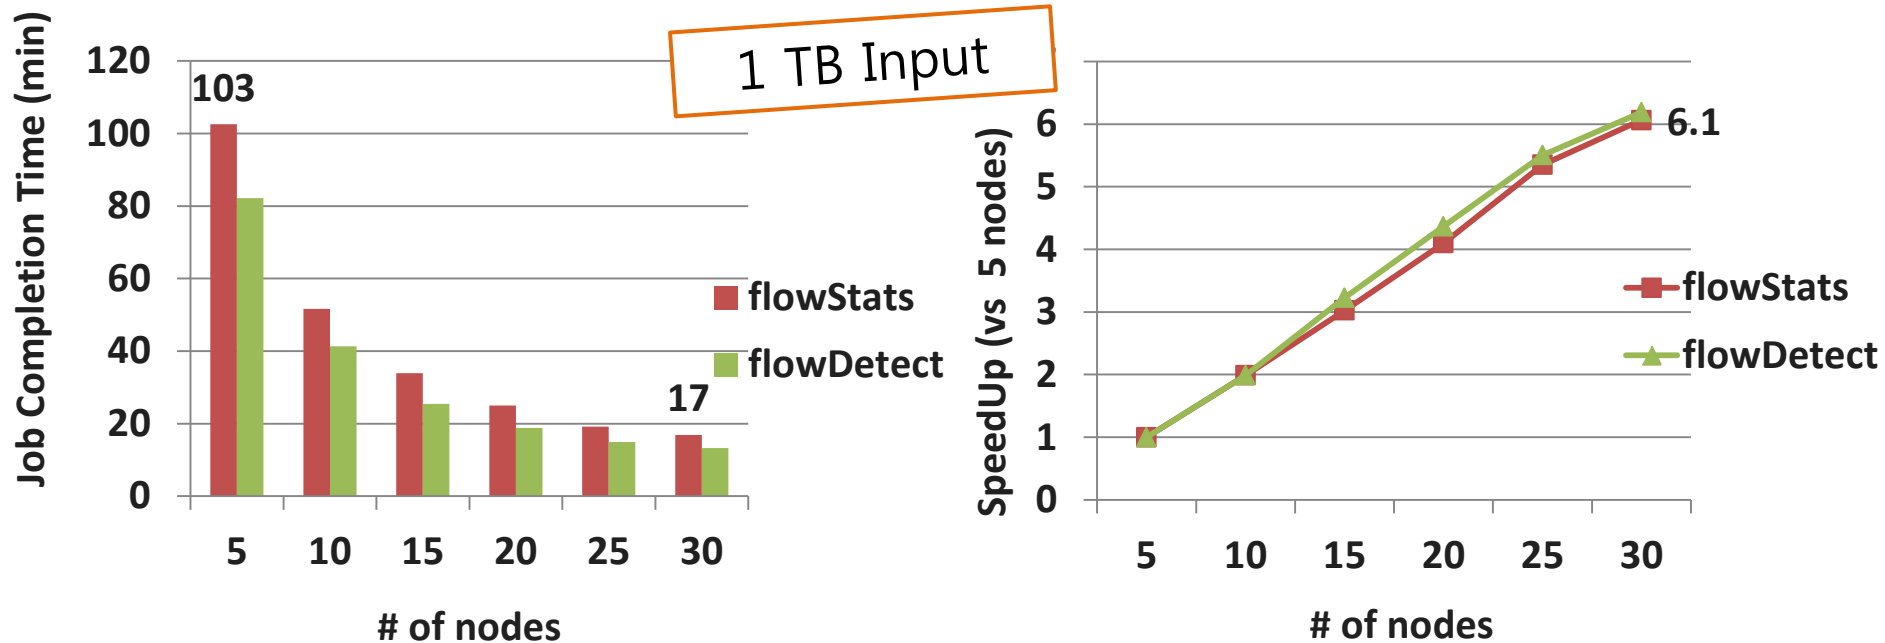 1 TB Input
Job Completion Time (min)
120
100
80
60
40
20
0
103
17
flowStats
flowDetect
5 10 15 20 25 30
# of nodes
SpeedUp (vs 5 nodes)
6
5
4
3
2
1
0
6.1
flowStats
flowDetect
5 10 15 20 25 30
# of nodes